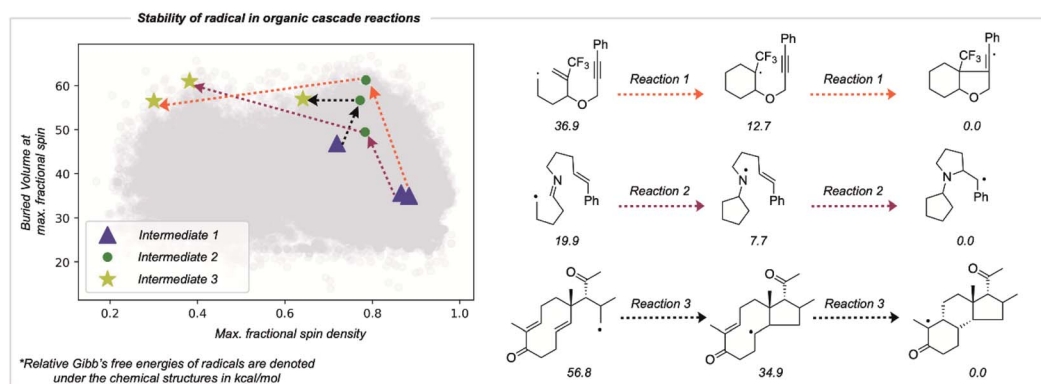 Stability of radical in organic cascade reactions
Buried Volume at
max. fractional spin
60
50
40
30
20
Intermediate 1
Intermediate 2
Intermediate 3
0.2
0.4
0.6
0.8
1.0
Max. fractional spin density
*Relative Gibb's free energies of radicals are denoted
under the chemical structures in kcal/mol
Ph
CF3
O
36.9
Reaction 1
Ph
CF3
O
12.7
Reaction 1
Ph
CF3
O
0.0
N
Ph
19.9
Reaction 2
N
Ph
7.7
Reaction 2
N
Ph
0.0
O
O
56.8
Reaction 3
O
O
34.9
Reaction 3
O
O
0.0